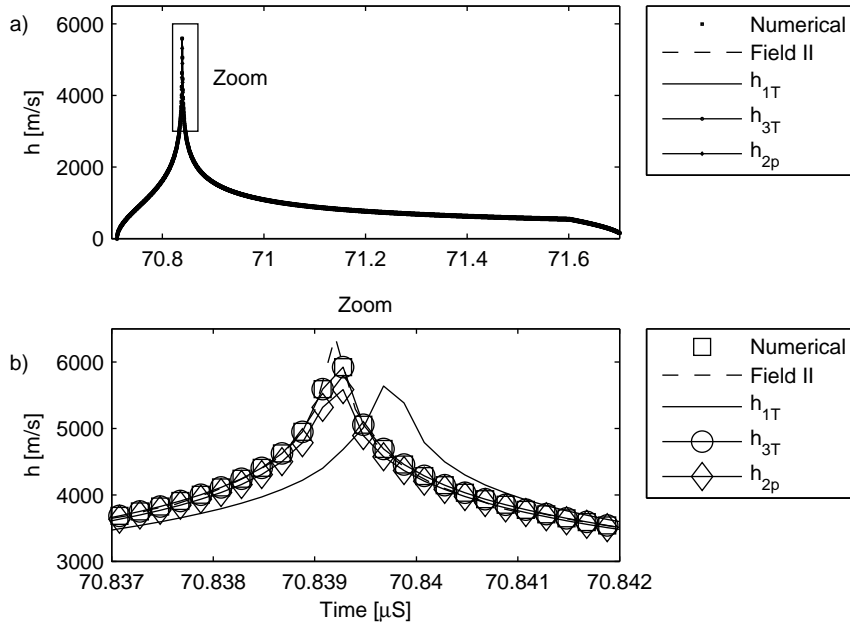 a)
6000
4000
2000
0
h [m/s]
Zoom
70.8
71
71.2
71.4
71.6
Numerical
Field II
h1T
h3T
h2p
Zoom
b)
6000
5000
4000
3000
h [m/s]
70.837
70.838
70.839
70.84
70.841
70.842
Time [μS]
Numerical
Field II
h1T
h3T
h2p